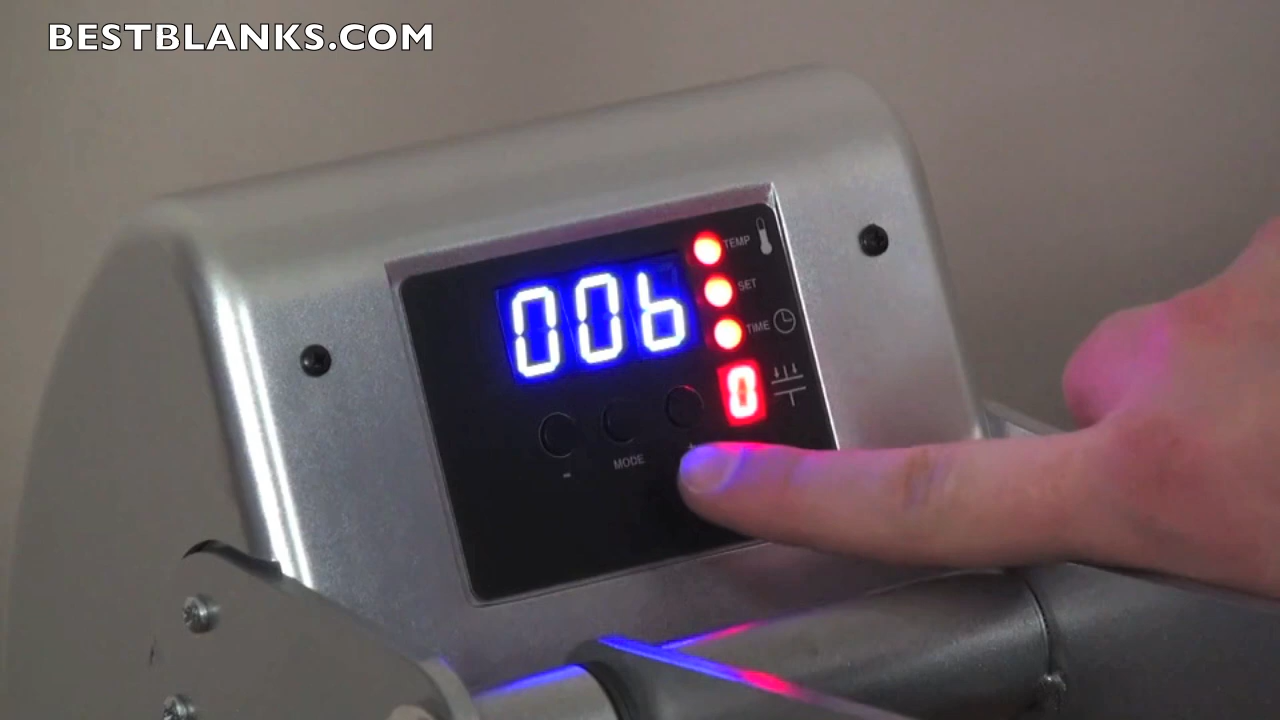 BESTBLANKS.COM
TEMP
006
SET
TIME
0
MODE
-
+